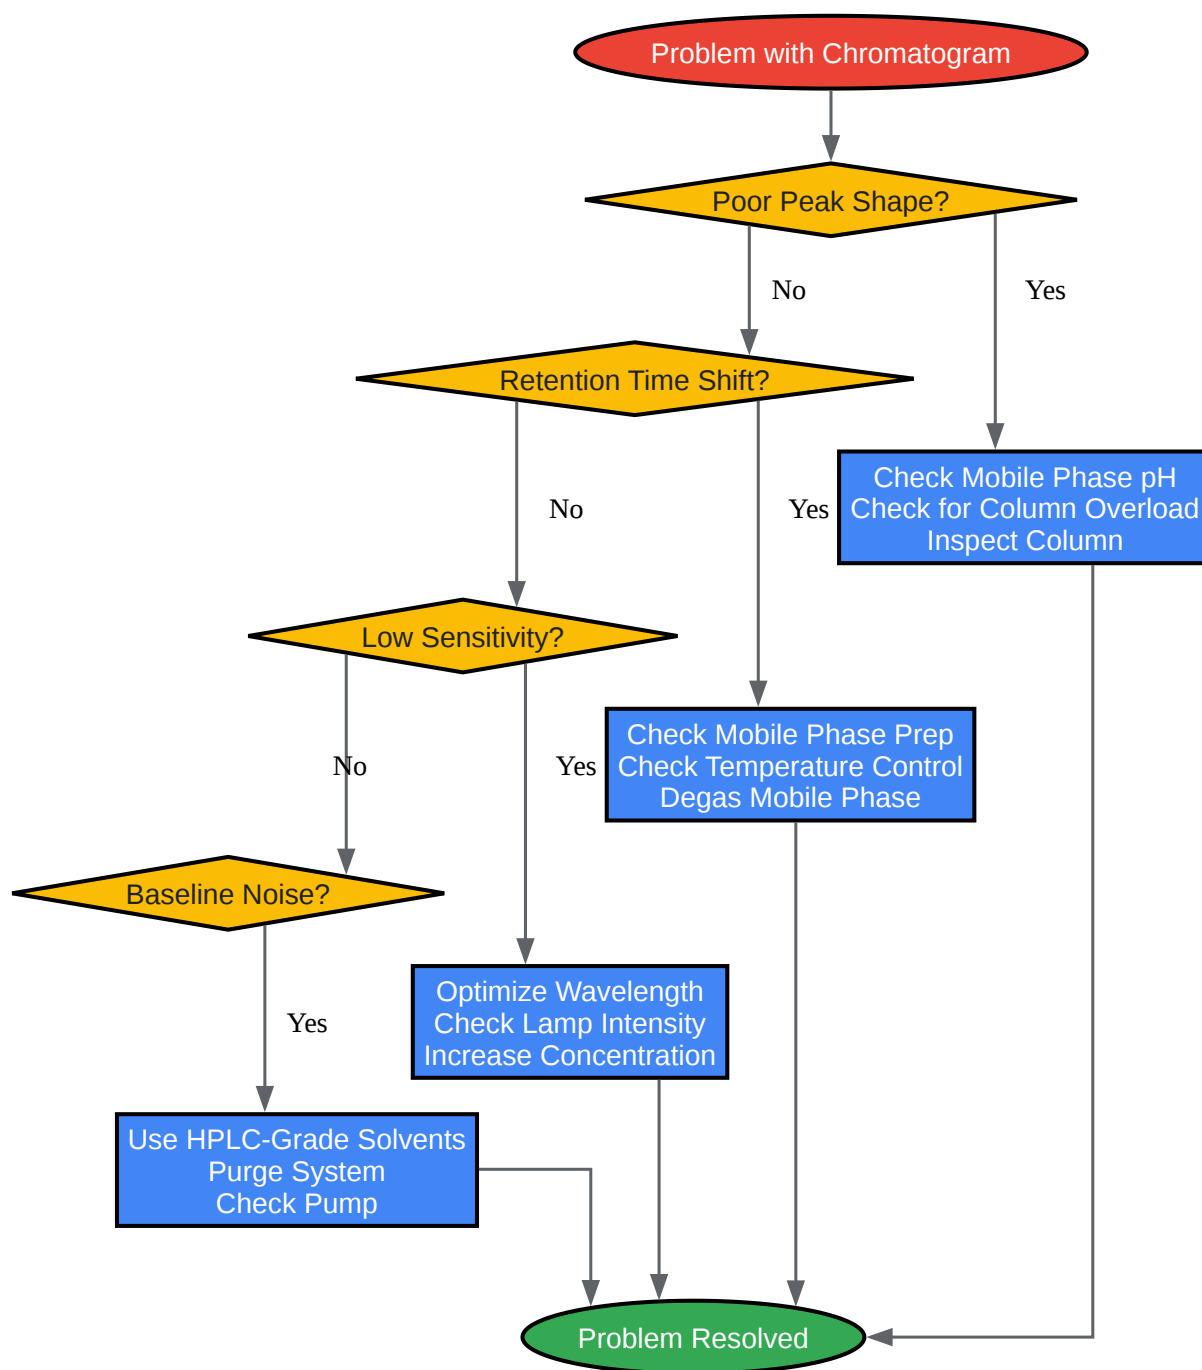 Problem with Chromatogram
Poor Peak Shape?
No
Yes
Retention Time Shift?
Check Mobile Phase pH
Check for Column Overload
Inspect Column
No
Yes
Low Sensitivity?
Check Mobile Phase Prep
Check Temperature Control
Degas Mobile Phase
No
Yes
Baseline Noise?
Optimize Wavelength
Check Lamp Intensity
Increase Concentration
Yes
Use HPLC-Grade Solvents
Purge System
Check Pump
Problem Resolved